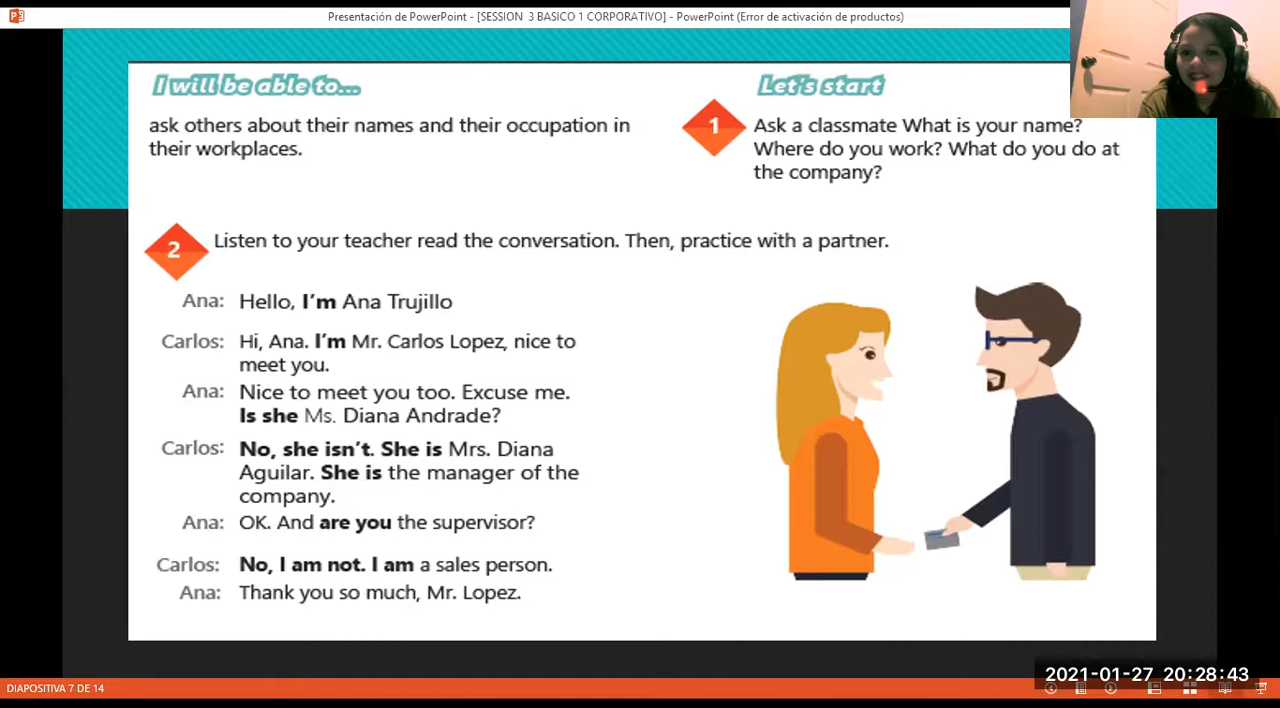 Presentación de PowerPoint - [SESSION 3 BASICO 1 CORPORATIVO] - PowerPoint (Error de activación de productos)
I will be able to...
ask others about their names and their occupation in
their workplaces.
Let's start
1
Ask a classmate What is your name?
Where do you work? What do you do at
the company?
2
Listen to your teacher read the conversation. Then, practice with a partner.
Ana: Hello, I'm Ana Trujillo
Carlos: Hi, Ana. I'm Mr. Carlos Lopez, nice to
meet you.
Ana: Nice to meet you too. Excuse me.
Is she Ms. Diana Andrade?
Carlos: No, she isn't. She is Mrs. Diana
Aguilar. She is the manager of the
company.
Ana: OK. And are you the supervisor?
Carlos: No, I am not. I am a sales person.
Ana: Thank you so much, Mr. Lopez.
2021-01-27 20:28:43
DIAPOSITIVA 7 DE 14